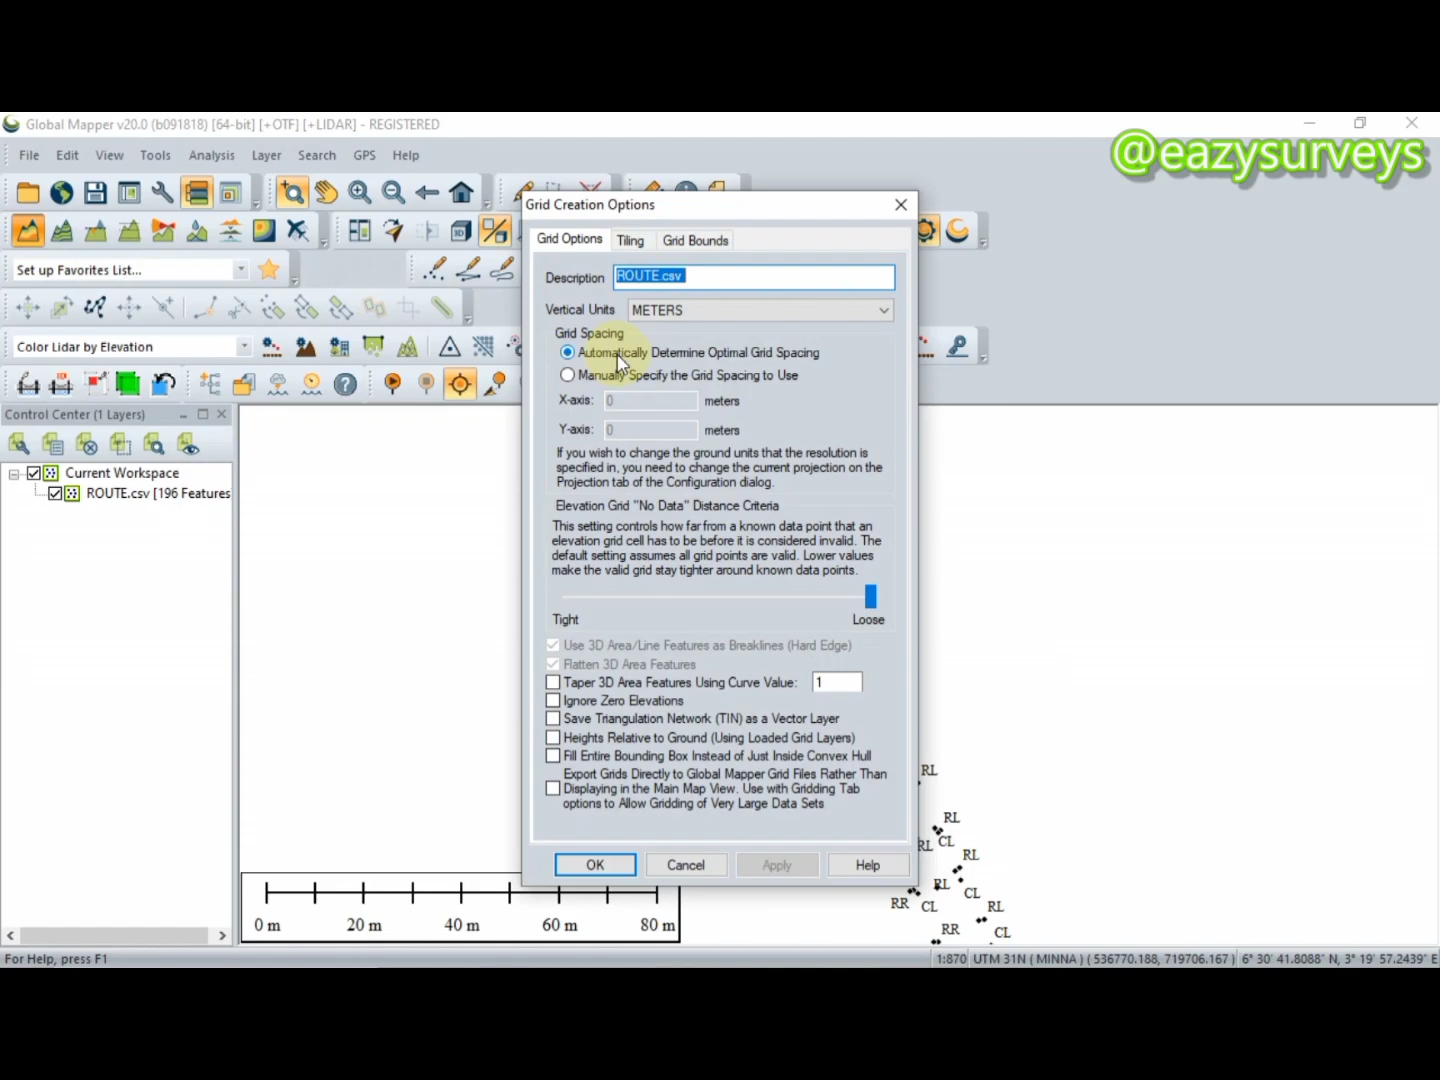 Global Mapper v20.0 (b091818) [64-bit] [+OTF] [+LIDAR] - REGISTERED
@eazysurveys
File Edit View Tools Analysis Layer Search GPS Help
Grid Creation Options
Grid Options Tiling Grid Bounds
Set up Favorites List...
Description ROUTE.csv
Vertical Units METERS
Grid Spacing
Color Lidar by Elevation
Automatically Determine Optimal Grid Spacing
Manually Specify the Grid Spacing to Use
X-axis: 0 meters
Y-axis: 0 meters
If you wish to change the ground units that the resolution is
specified in, you need to change the current projection on the
Projection tab of the Configuration dialog.
Control Center (1 Layers)
Current Workspace
ROUTE.csv [196 Features
Elevation Grid "No Data" Distance Criteria
This setting controls how far from a known data point that an
elevation grid cell has to be before it is considered invalid. The
default setting assumes all grid points are valid. Lower values
make the valid grid stay tighter around known data points.
Tight Loose
Use 3D Area/Line Features as Breaklines (Hard Edge)
Flatten 3D Area Features
Taper 3D Area Features Using Curve Value: 1
Ignore Zero Elevations
Save Triangulation Network (TIN) as a Vector Layer
Heights Relative to Ground (Using Loaded Grid Layers)
Fill Entire Bounding Box Instead of Just Inside Convex Hull
Export Grids Directly to Global Mapper Grid Files Rather Than
Displaying in the Main Map View. Use with Gridding Tab
options to Allow Gridding of Very Large Data Sets
OK Cancel Apply Help
RL
RL
RL CL
RL
RL CL
RR CL RL
RR CL
0 m 20 m 40 m 60 m 80 m
For Help, press F1
1:870 UTM 31N ( MINNA ) ( 536770.188, 719706.167 ) 6° 30' 41.8088" N, 3° 19' 57.2439" E